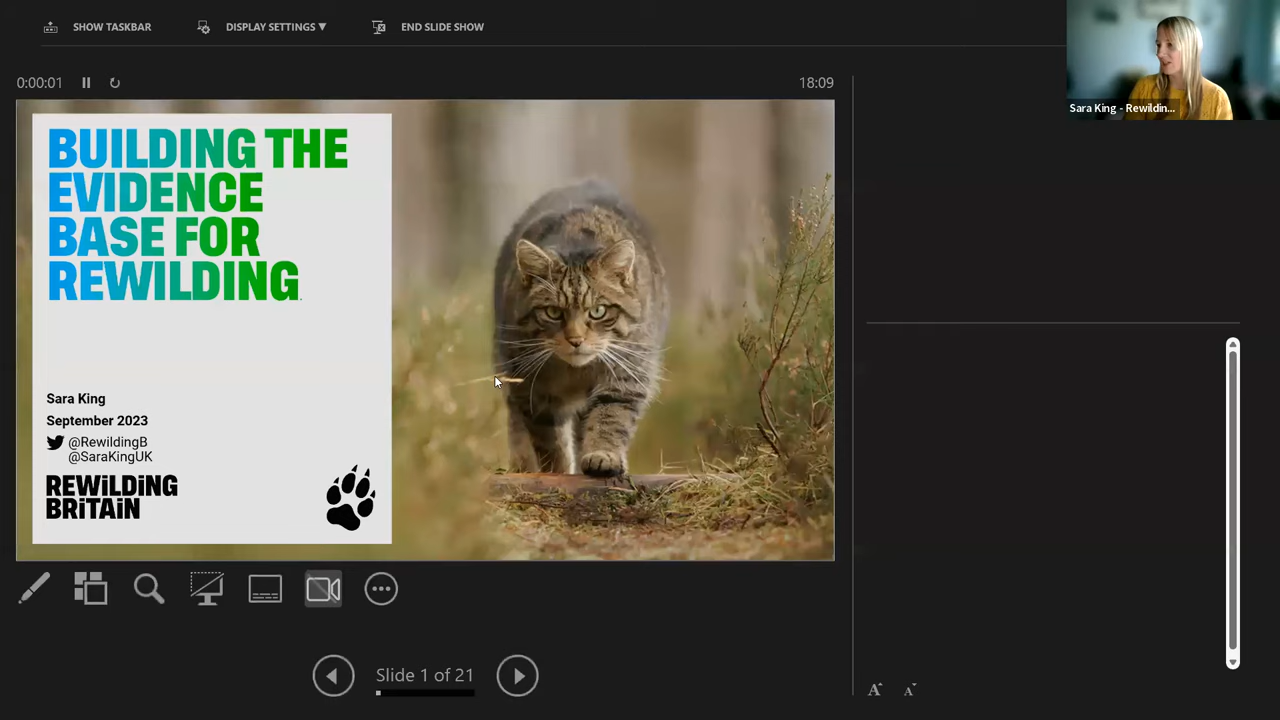 SHOW TASKBAR
DISPLAY SETTINGS ▼
END SLIDE SHOW
Sara King - Rewildin...
0:00:01
18:09
BUILDING THE
EVIDENCE
BASE FOR
REWILDING
Sara King
September 2023
@RewildingB
@SaraKingUK
REWiLDiNG
BRiTAiN
Slide 1 of 21
A
A